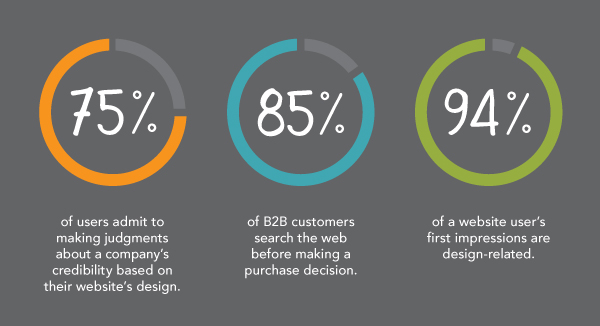 75%
of users admit to
making judgments
about a company's
credibility based on
their website's design.
85%
of B2B customers
search the web
before making a
purchase decision.
94%
of a website user's
first impressions are
design-related.